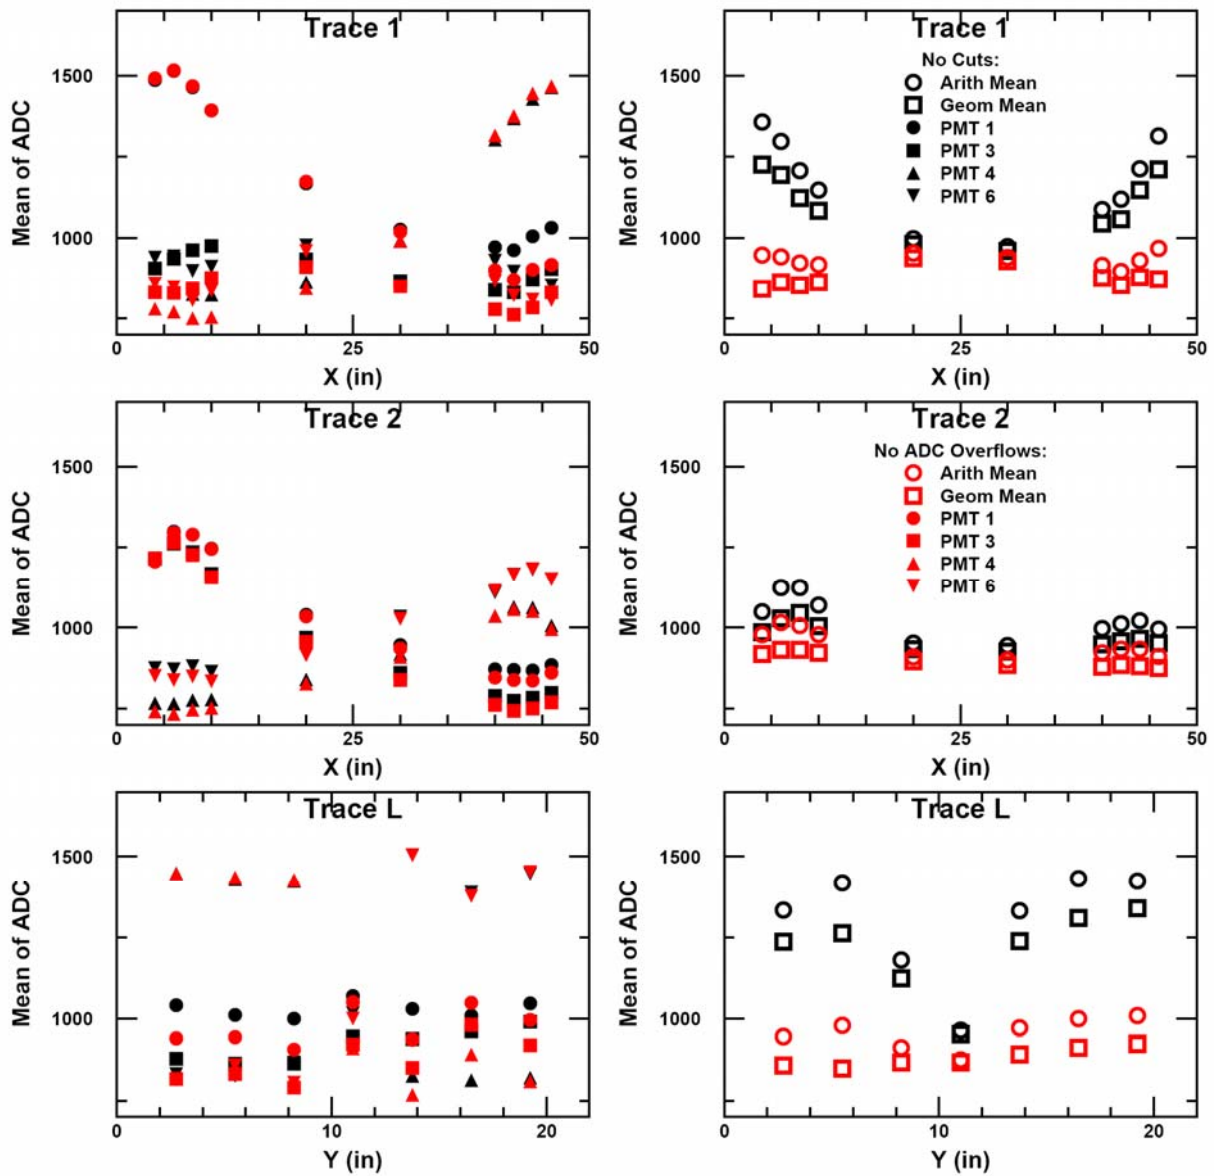 Trace 1
1500
1000
Mean of ADC
0 25 50
X (in)
Trace 1
No Cuts:
Arith Mean
Geom Mean
PMT 1
PMT 3
PMT 4
PMT 6
1500
1000
Mean of ADC
0 25 50
X (in)
Trace 2
1500
1000
Mean of ADC
0 25 50
X (in)
Trace 2
No ADC Overflows:
Arith Mean
Geom Mean
PMT 1
PMT 3
PMT 4
PMT 6
1500
1000
Mean of ADC
0 25 50
X (in)
Trace L
1500
1000
Mean of ADC
0 10 20
Y (in)
Trace L
1500
1000
Mean of ADC
0 10 20
Y (in)